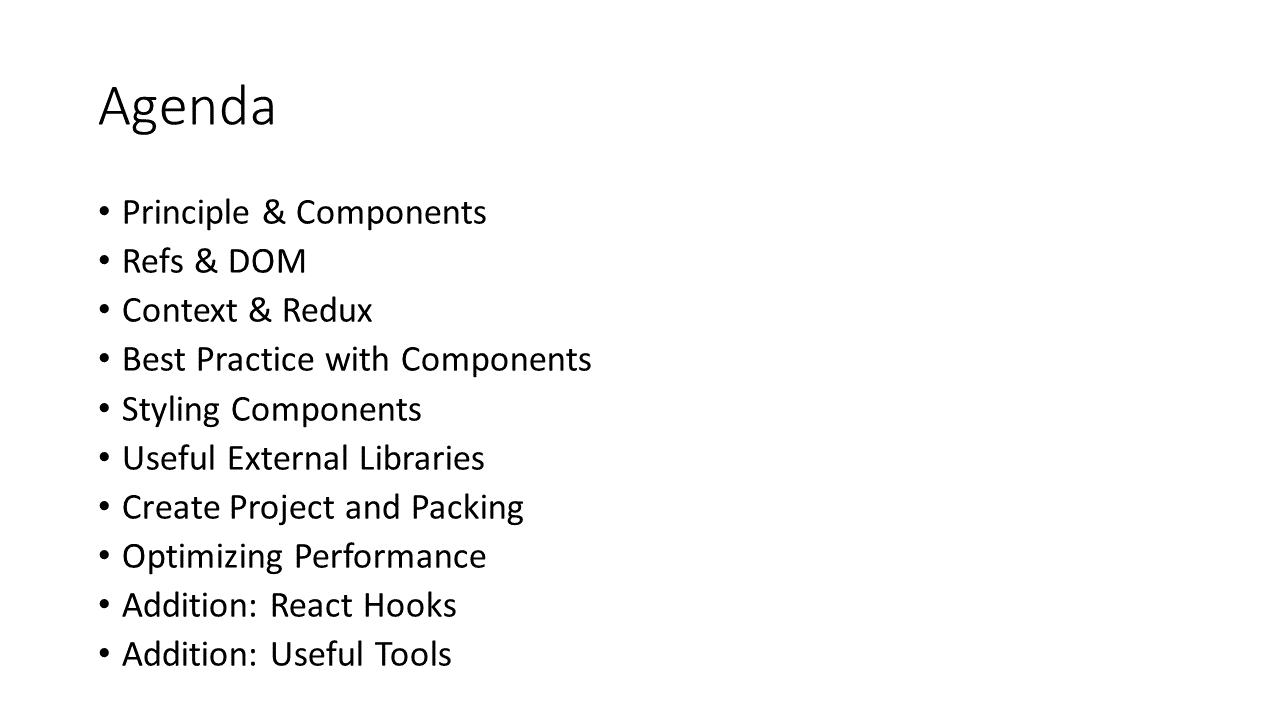 Agenda
• Principle & Components
• Refs & DOM
• Context & Redux
• Best Practice with Components
• Styling Components
• Useful External Libraries
• Create Project and Packing
• Optimizing Performance
• Addition: React Hooks
• Addition: Useful Tools